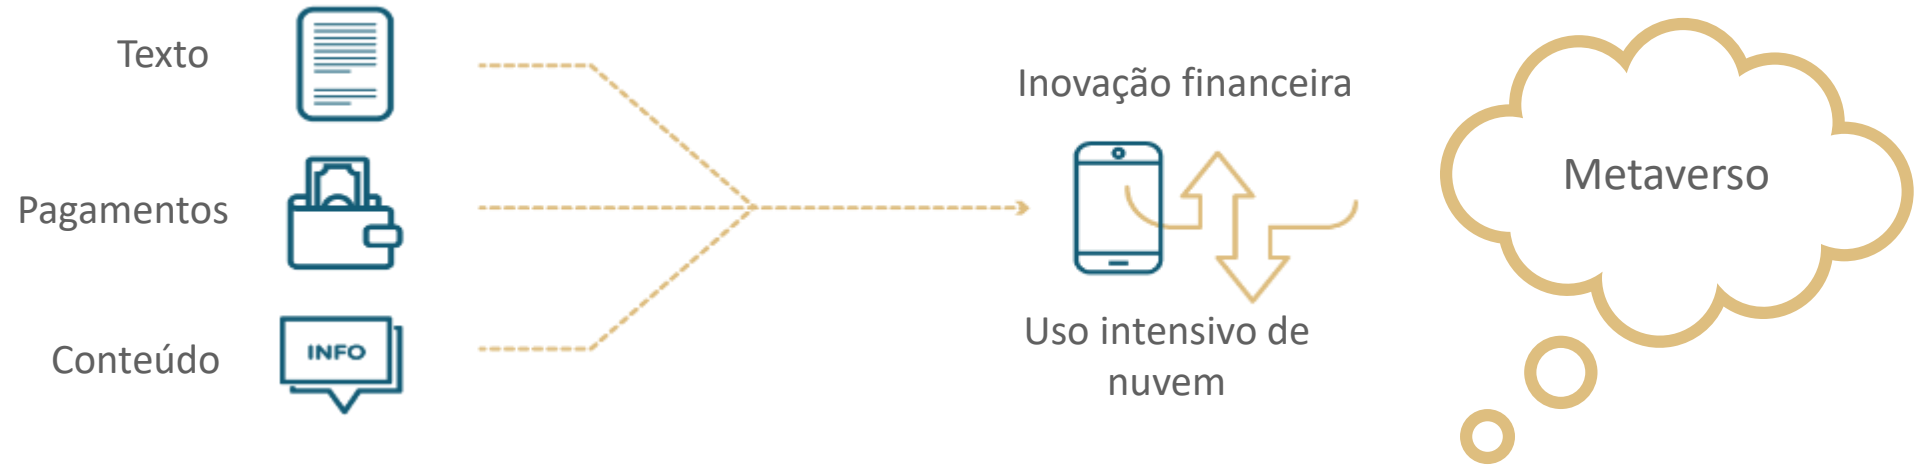 Texto
Pagamentos
Conteúdo
INFO
Inovação financeira
Uso intensivo de
nuvem
Metaverso